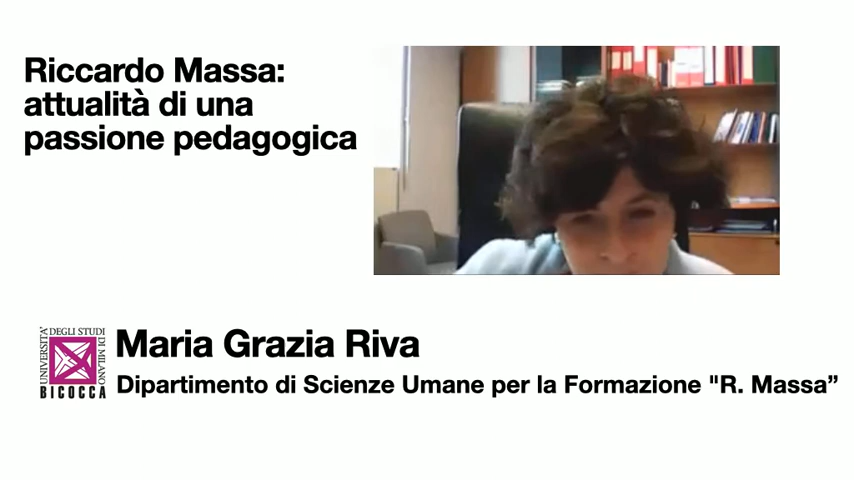 Riccardo Massa:
attualità di una
passione pedagogica
UNIVERSITA'
DEGLI STUDI
DI MILANO
BICOCCA
Maria Grazia Riva
Dipartimento di Scienze Umane per la Formazione "R. Massa”